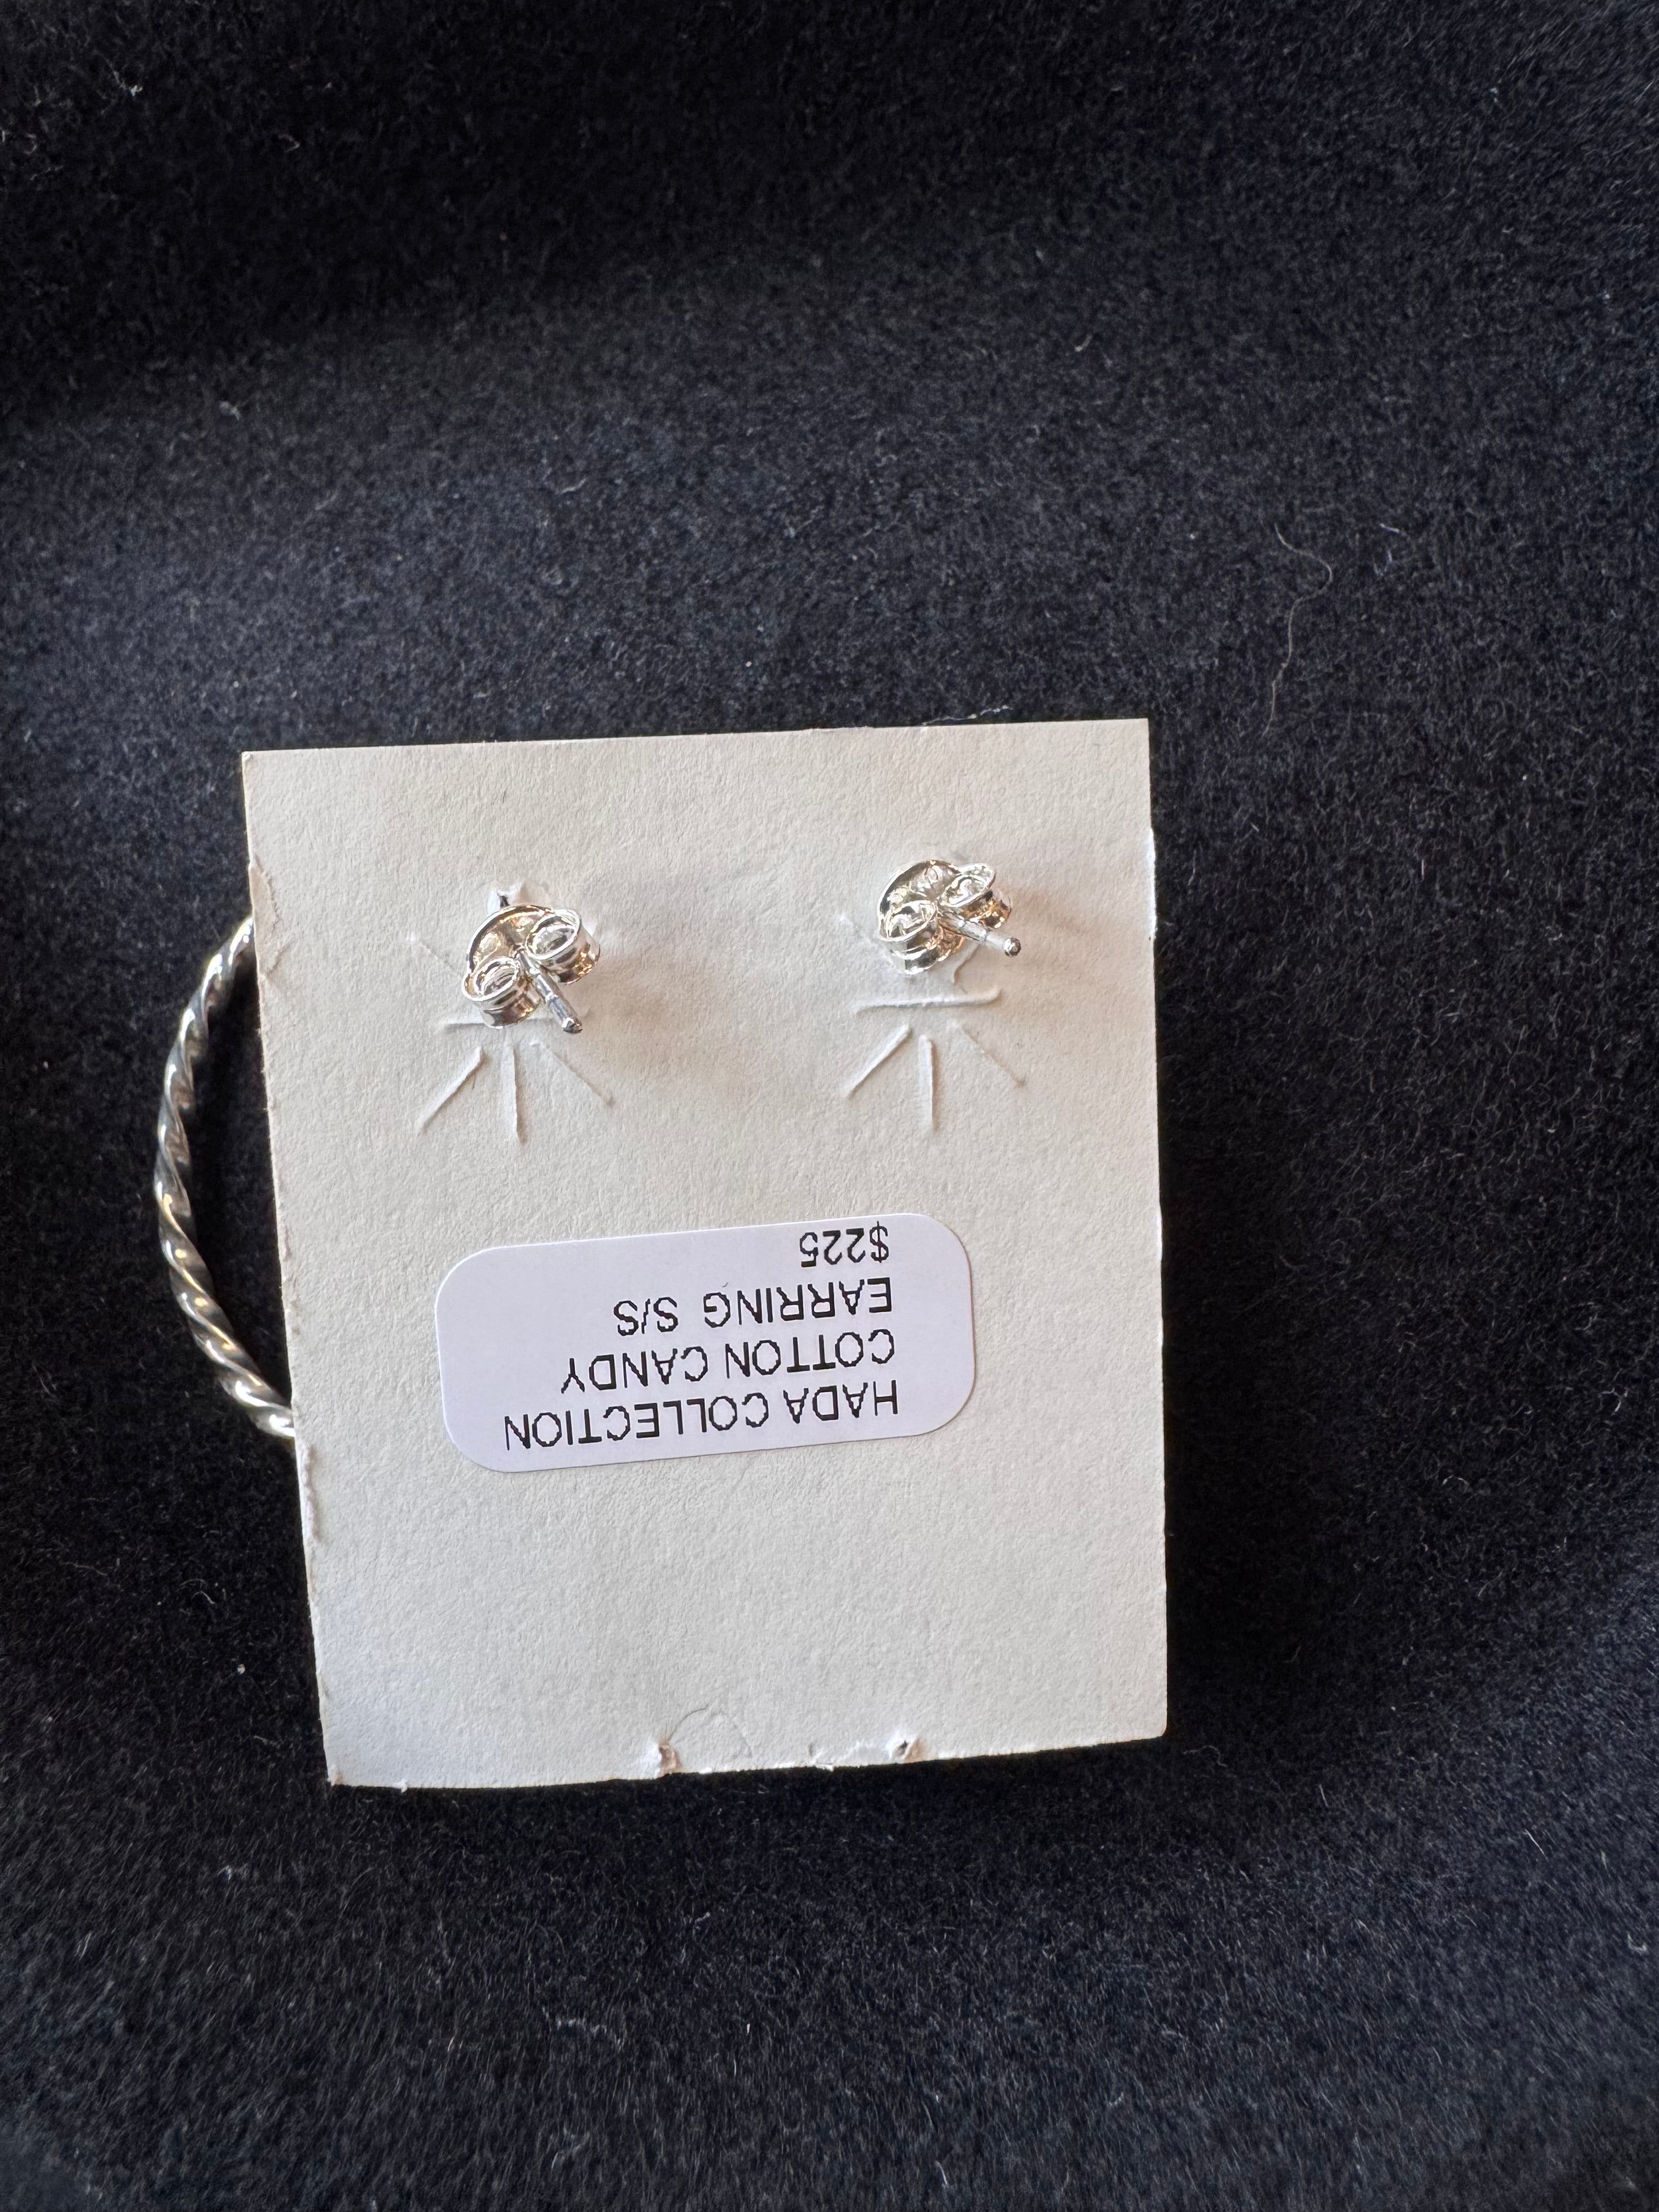 HADA COLLECTION
COTTON CANDY
EARRING S/S
$225